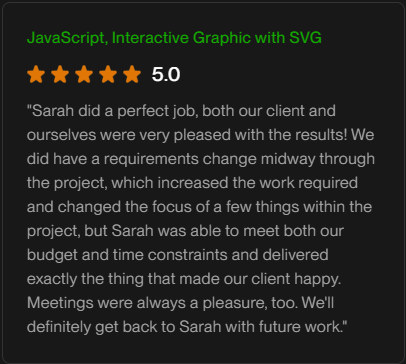 JavaScript, Interactive Graphic with SVG
5.0
"Sarah did a perfect job, both our client and
ourselves were very pleased with the results! We
did have a requirements change midway through
the project, which increased the work required
and changed the focus of a few things within the
project, but Sarah was able to meet both our
budget and time constraints and delivered
exactly the thing that made our client happy.
Meetings were always a pleasure, too. We'll
definitely get back to Sarah with future work."